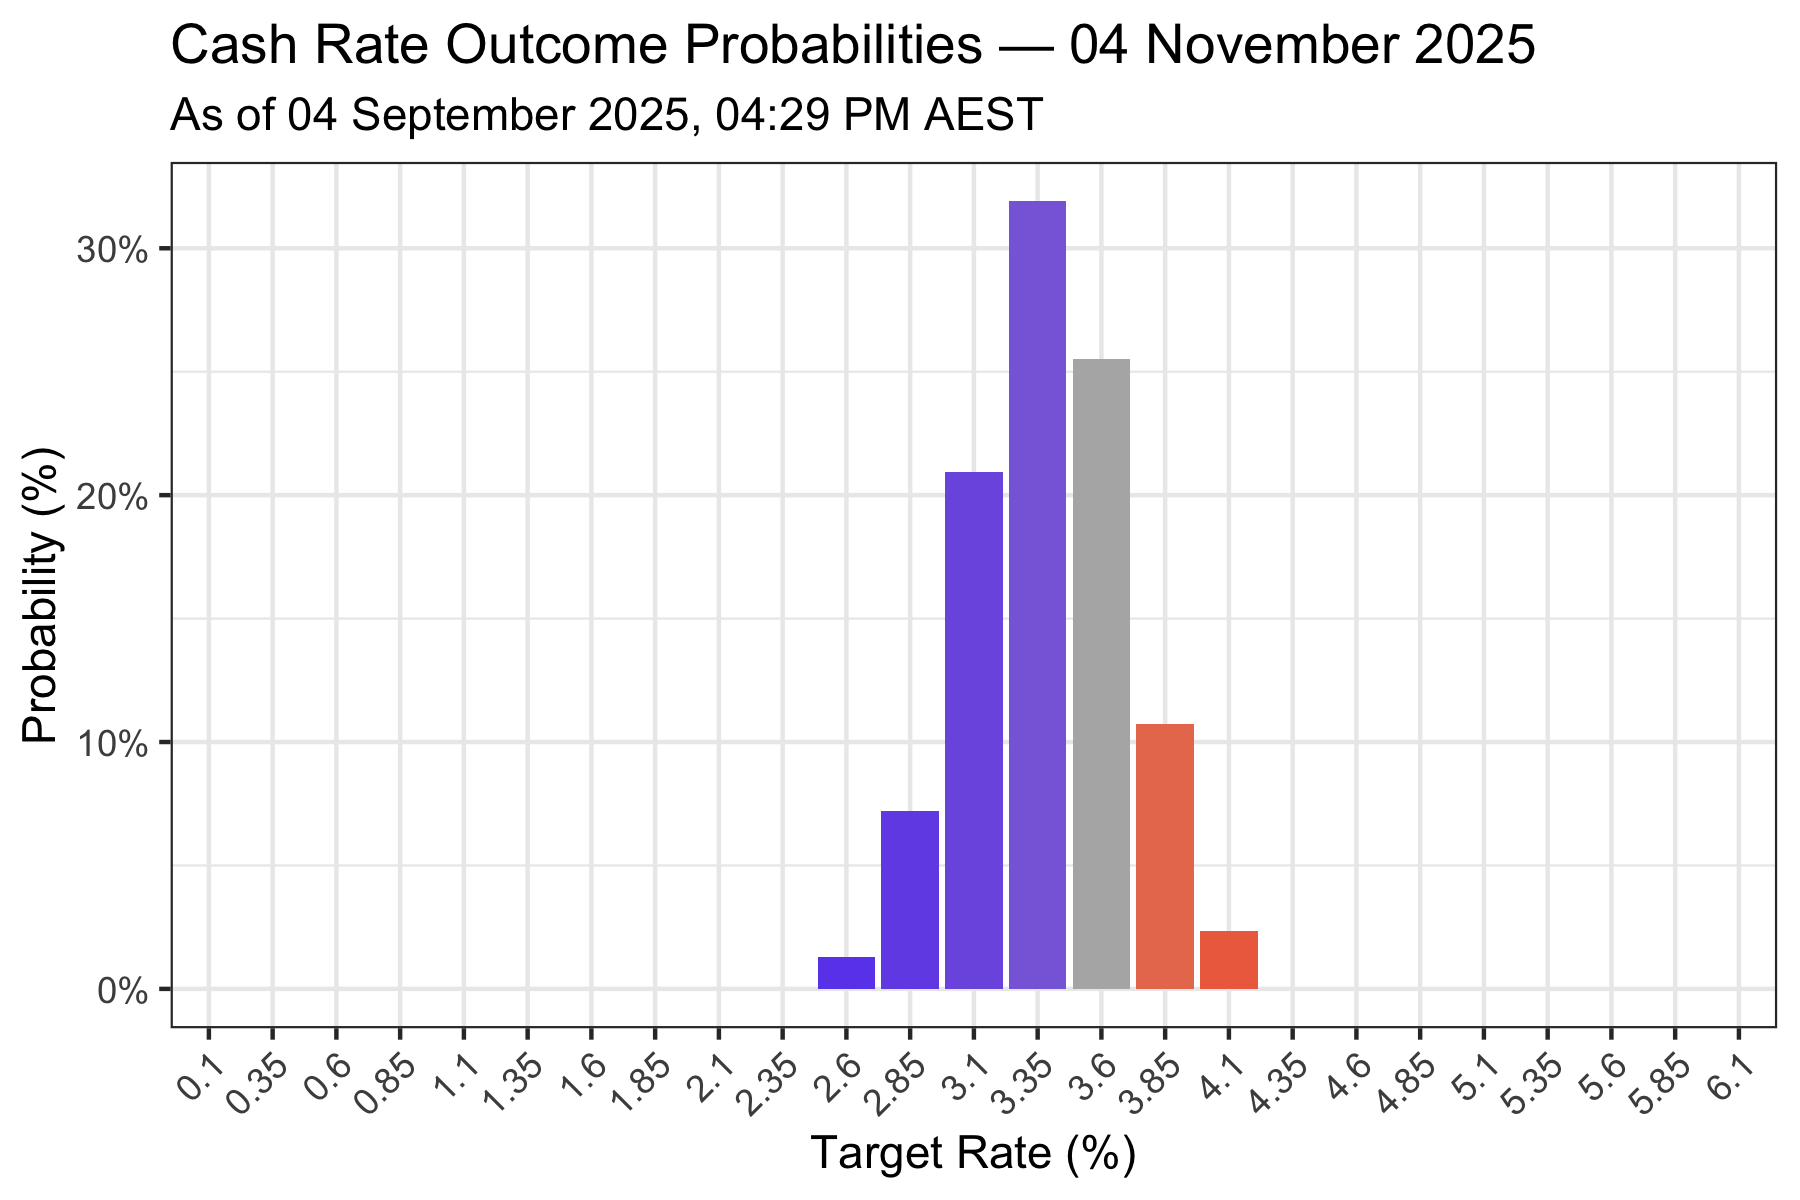 Cash Rate Outcome Probabilities — 04 November 2025
As of 04 September 2025, 04:29 PM AEST
Probability (%)
30%
20%
10%
0%
0.1 0.35 0.6 0.85 1.1 1.35 1.6 1.85 2.1 2.35 2.6 2.85 3.1 3.35 3.6 3.85 4.1 4.35 4.6 4.85 5.1 5.35 5.6 5.85 6.1
Target Rate (%)